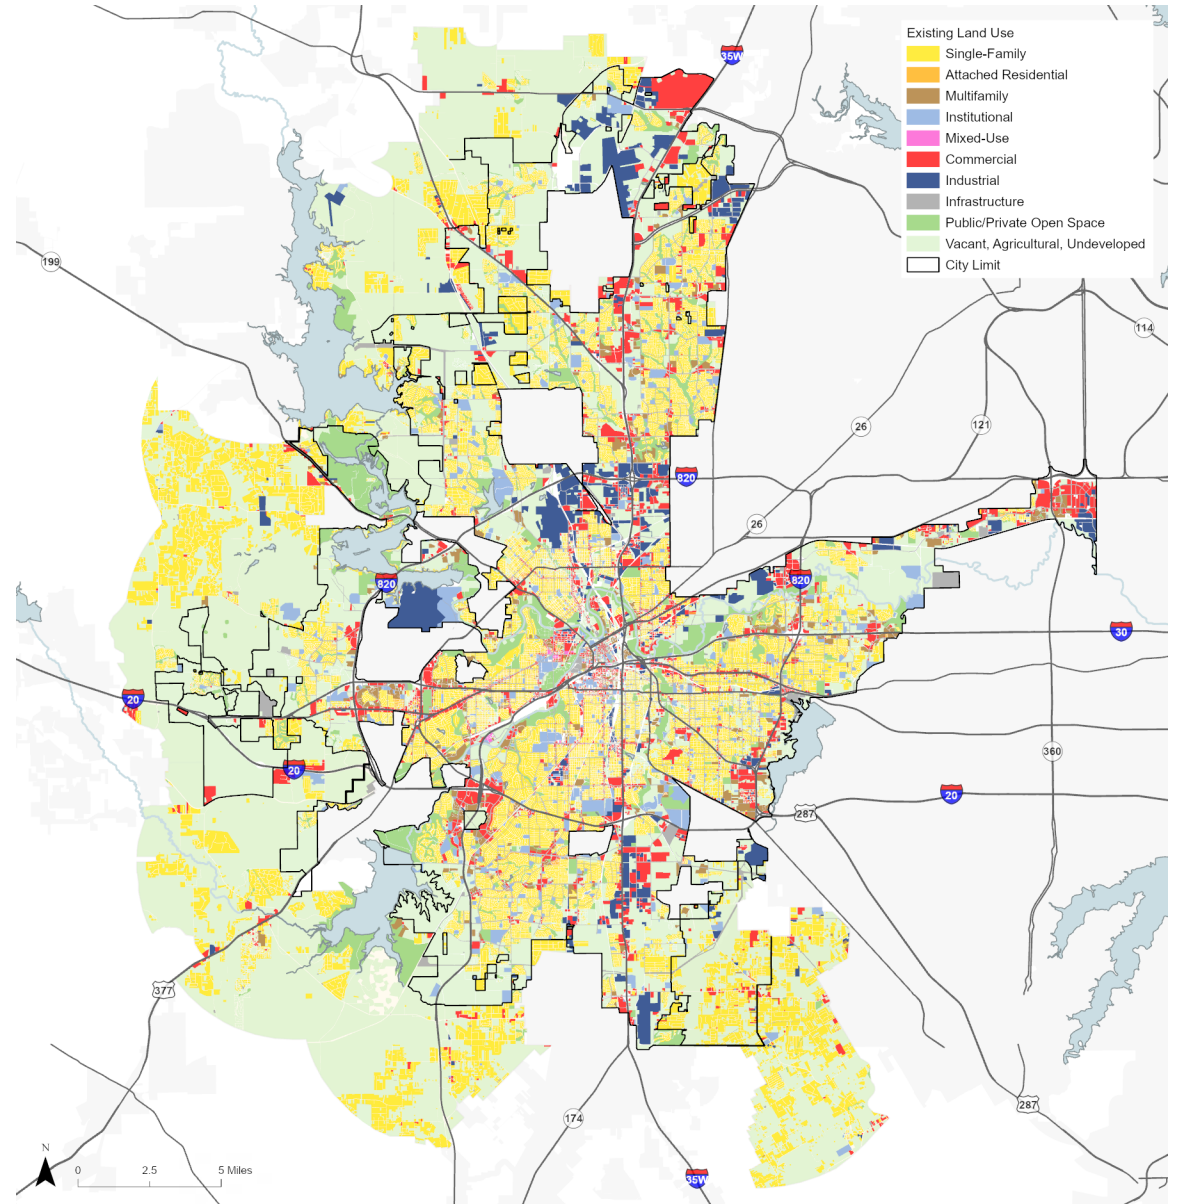 Existing Land Use
Single-Family
Attached Residential
Multifamily
Institutional
Mixed-Use
Commercial
Industrial
Infrastructure
Public/Private Open Space
Vacant, Agricultural, Undeveloped
City Limit
35W
199
114
26
121
820
26
820
820
30
20
20
360
20
287
377
174
287
35W
N
0 2.5 5 Miles